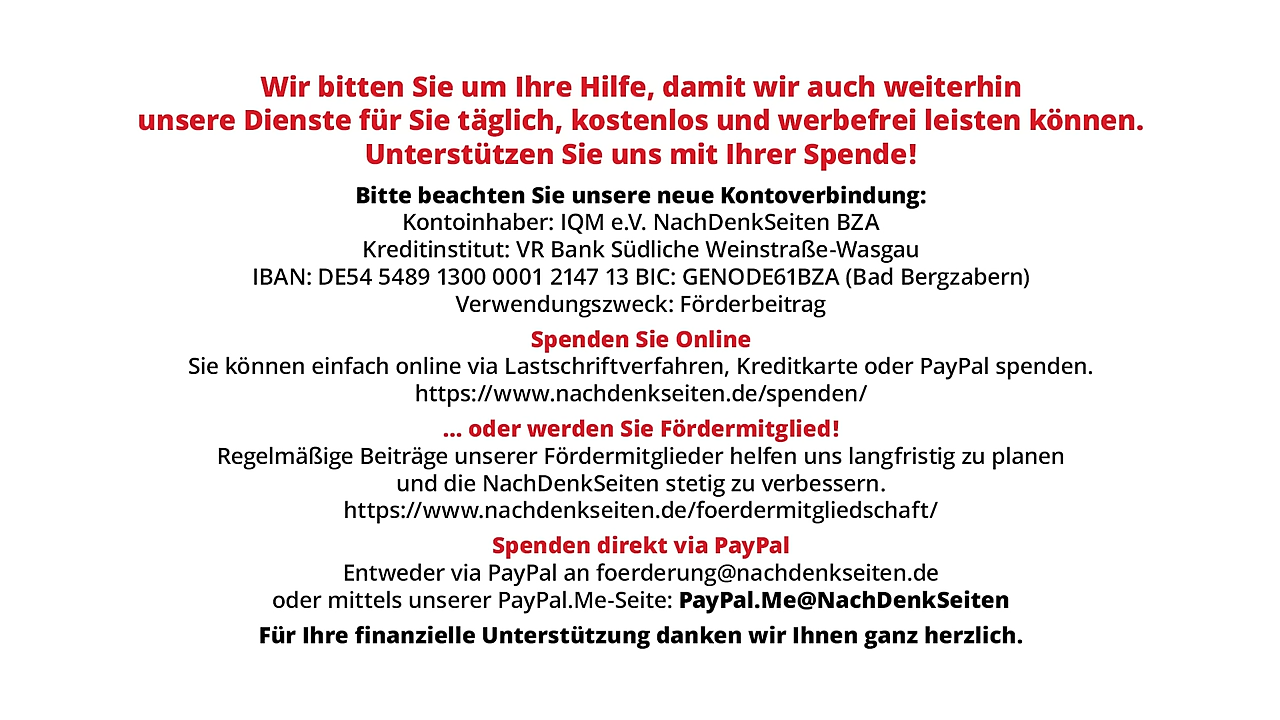 Wir bitten Sie um Ihre Hilfe, damit wir auch weiterhin
unsere Dienste für Sie täglich, kostenlos und werbefrei leisten können.
Unterstützen Sie uns mit Ihrer Spende!
Bitte beachten Sie unsere neue Kontoverbindung:
Kontoinhaber: IQM e.V. NachDenkSeiten BZA
Kreditinstitut: VR Bank Südliche Weinstraße-Wasgau
IBAN: DE54 5489 1300 0001 2147 13 BIC: GENODE61BZA (Bad Bergzabern)
Verwendungszweck: Förderbeitrag
Spenden Sie Online
Sie können einfach online via Lastschriftverfahren, Kreditkarte oder PayPal spenden.
https://www.nachdenkseiten.de/spenden/
... oder werden Sie Fördermitglied!
Regelmäßige Beiträge unserer Fördermitglieder helfen uns langfristig zu planen
und die NachDenkSeiten stetig zu verbessern.
https://www.nachdenkseiten.de/foerdermitgliedschaft/
Spenden direkt via PayPal
Entweder via PayPal an foerderung@nachdenkseiten.de
oder mittels unserer PayPal.Me-Seite: PayPal.Me@NachDenkSeiten
Für Ihre finanzielle Unterstützung danken wir Ihnen ganz herzlich.